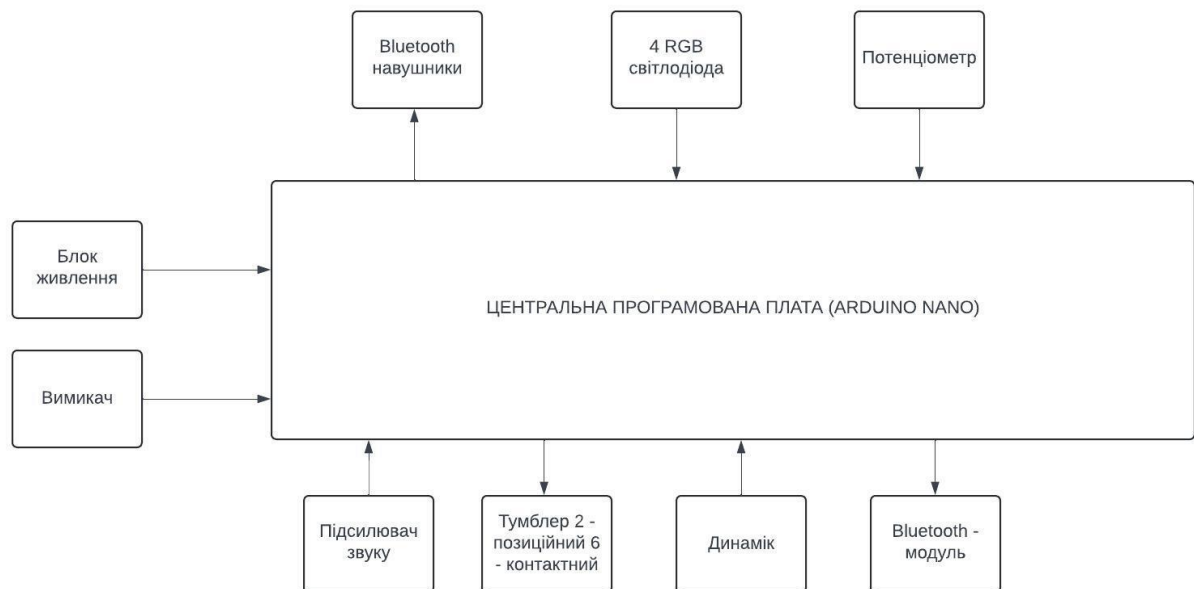 Bluetooth
навушники
4 RGB
світлодіода
Потенціометр
Блок
живлення
ЦЕНТРАЛЬНА ПРОГРАМОВАНА ПЛАТА (ARDUINO NANO)
Вимикач
Підсилювач
звуку
Тумблер 2 -
позиційний 6
- контактний
Динамік
Bluetooth -
модуль